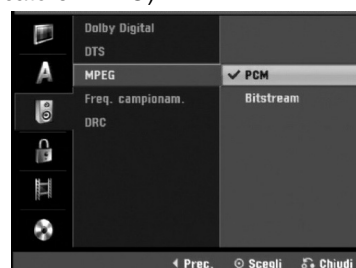 Dolby Digital
DTS
MPEG
✓ PCM
Freq. campionam.
Bitstream
DRC
A
Prec. Scegli Chiudi